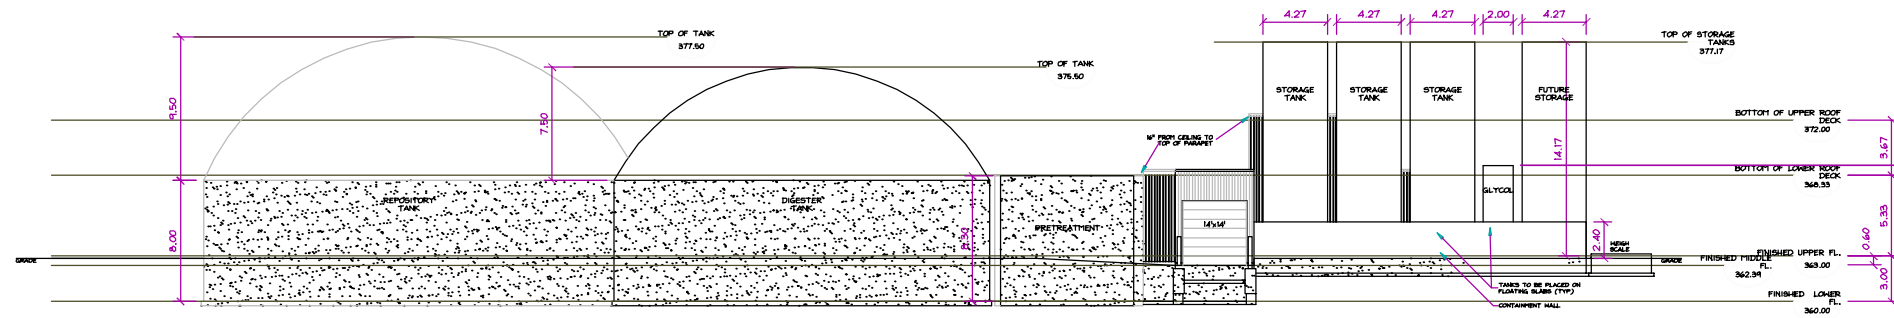 4.27
4.27
4.27
2.00
4.27
TOP OF TANK
377.50
TOP OF STORAGE
TANKS
377.17
TOP OF TANK
375.50
9.50
7.50
STORAGE
TANK
STORAGE
TANK
STORAGE
TANK
FUTURE
STORAGE
BOTTOM OF UPPER ROOF
DECK
372.00
16" FROM CEILING TO
TOP OF PARAPET
14.17
3.67
BOTTOM OF LOWER ROOF
DECK
368.33
GLYCOL
REPOSITORY
TANK
DIGESTER
TANK
PRETREATMENT
14'x14'
8.00
2.40
5.33
0.60
WEIGH
SCALE
GRADE
GRADE
FINISHED UPPER FL.
363.00
FINISHED MIDDLE
FL.
362.39
3.00
TANKS TO BE PLACED ON
FLOATING SLABS (TYP)
CONTAINMENT WALL
FINISHED LOWER
FL.
360.00